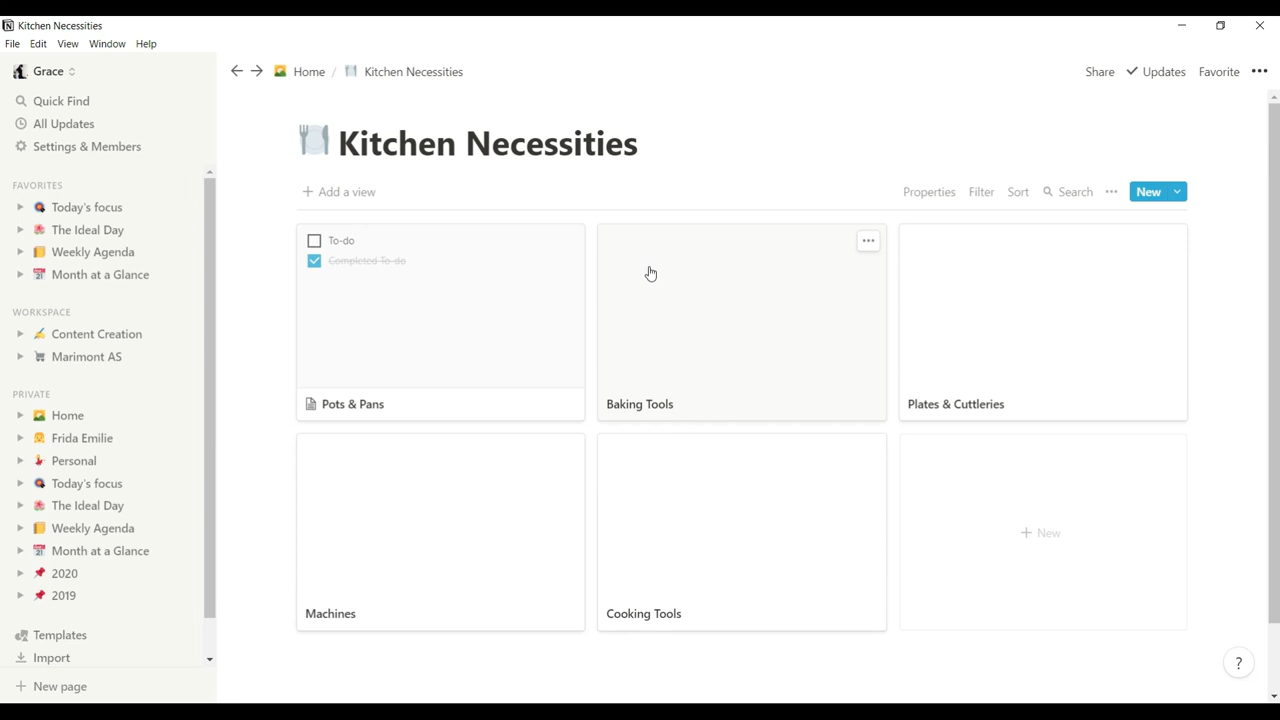 Kitchen Necessities
File Edit View Window Help
Grace
Home / Kitchen Necessities
Share Updates Favorite
Quick Find
All Updates
Settings & Members
FAVORITES
Today's focus
The Ideal Day
Weekly Agenda
Month at a Glance
WORKSPACE
Content Creation
Marimont AS
PRIVATE
Home
Frida Emilie
Personal
Today's focus
The Ideal Day
Weekly Agenda
Month at a Glance
2020
2019
Templates
Import
+ New page
Kitchen Necessities
+ Add a view
Properties Filter Sort Search ••• New
To-do
Completed To-do
Pots & Pans
Baking Tools
Plates & Cuttleries
Machines
Cooking Tools
+ New
?